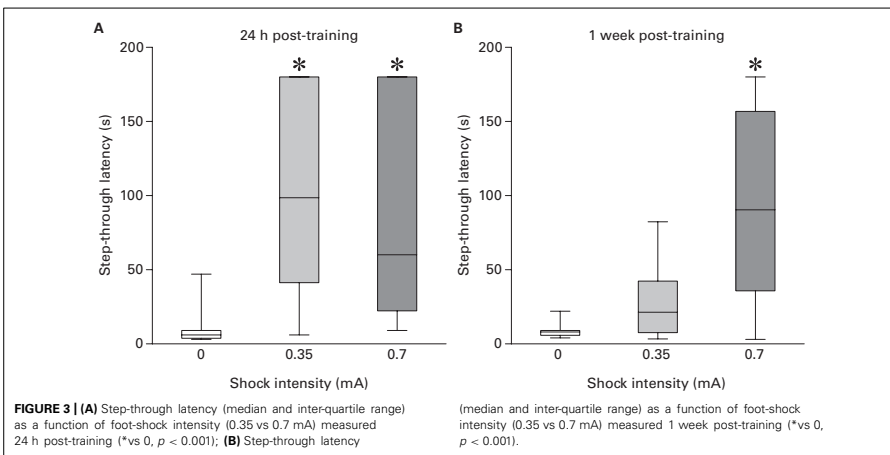 A
24 h post-training
200
150
100
50
0
Step-through latency (s)
*
*
0
0.35
0.7
Shock intensity (mA)
B
1 week post-training
200
150
100
50
0
Step-through latency (s)
*
0
0.35
0.7
Shock intensity (mA)
FIGURE 3 | (A) Step-through latency (median and inter-quartile range)
as a function of foot-shock intensity (0.35 vs 0.7 mA) measured
24 h post-training (*vs 0, p < 0.001); (B) Step-through latency
(median and inter-quartile range) as a function of foot-shock
intensity (0.35 vs 0.7 mA) measured 1 week post-training (*vs 0,
p < 0.001).